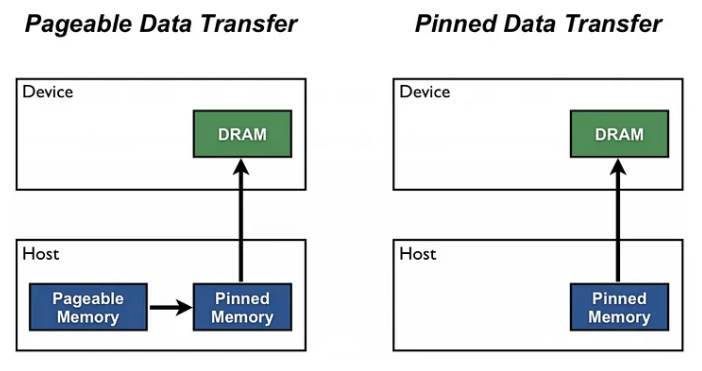 Pageable Data Transfer
Pinned Data Transfer
Device
DRAM
Host
Pageable
Memory
Pinned
Memory
Device
DRAM
Host
Pinned
Memory